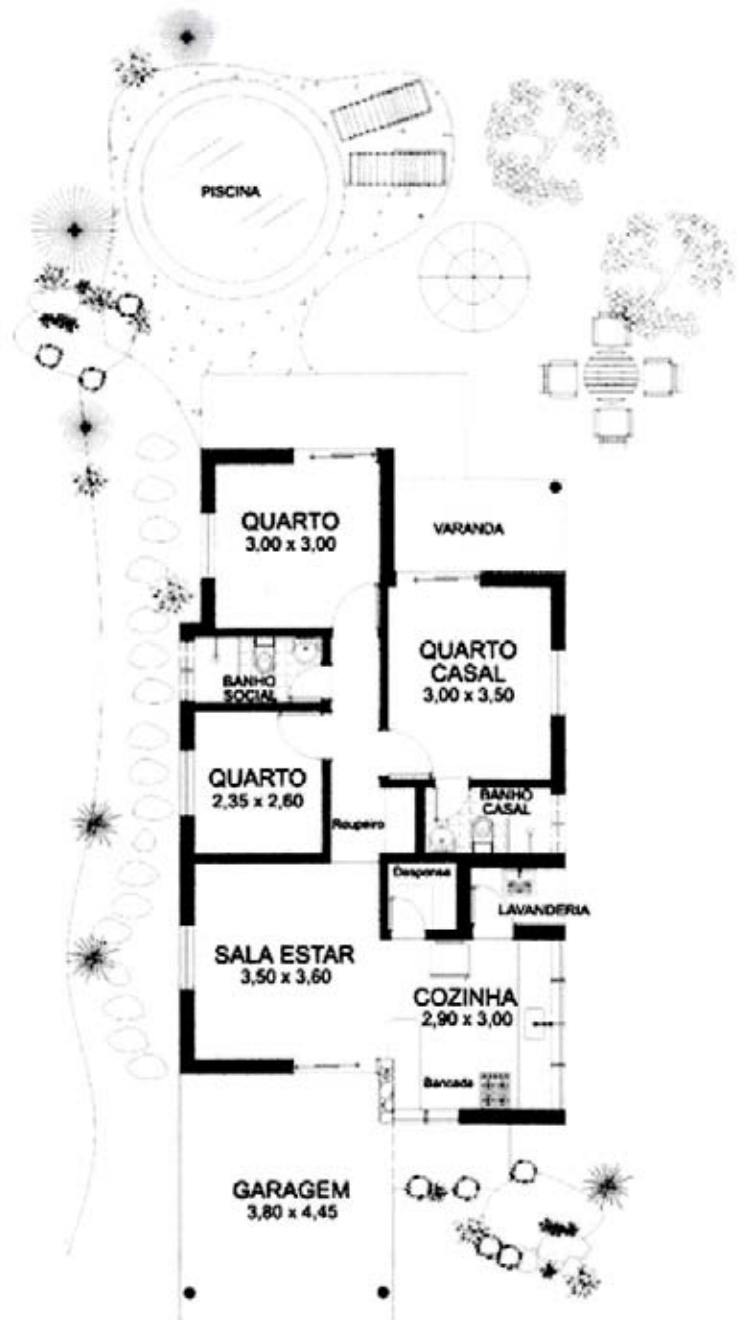 PISCINA
QUARTO
3,00 x 3,00
VARANDA
QUARTO
CASAL
3,00 x 3,50
BANHO
SOCIAL
QUARTO
2,35 x 2,60
BANHO
CASAL
Roupeiro
Despensa
LAVANDERIA
SALA ESTAR
3,50 x 3,60
COZINHA
2,90 x 3,00
Bancada
GARAGEM
3,80 x 4,45